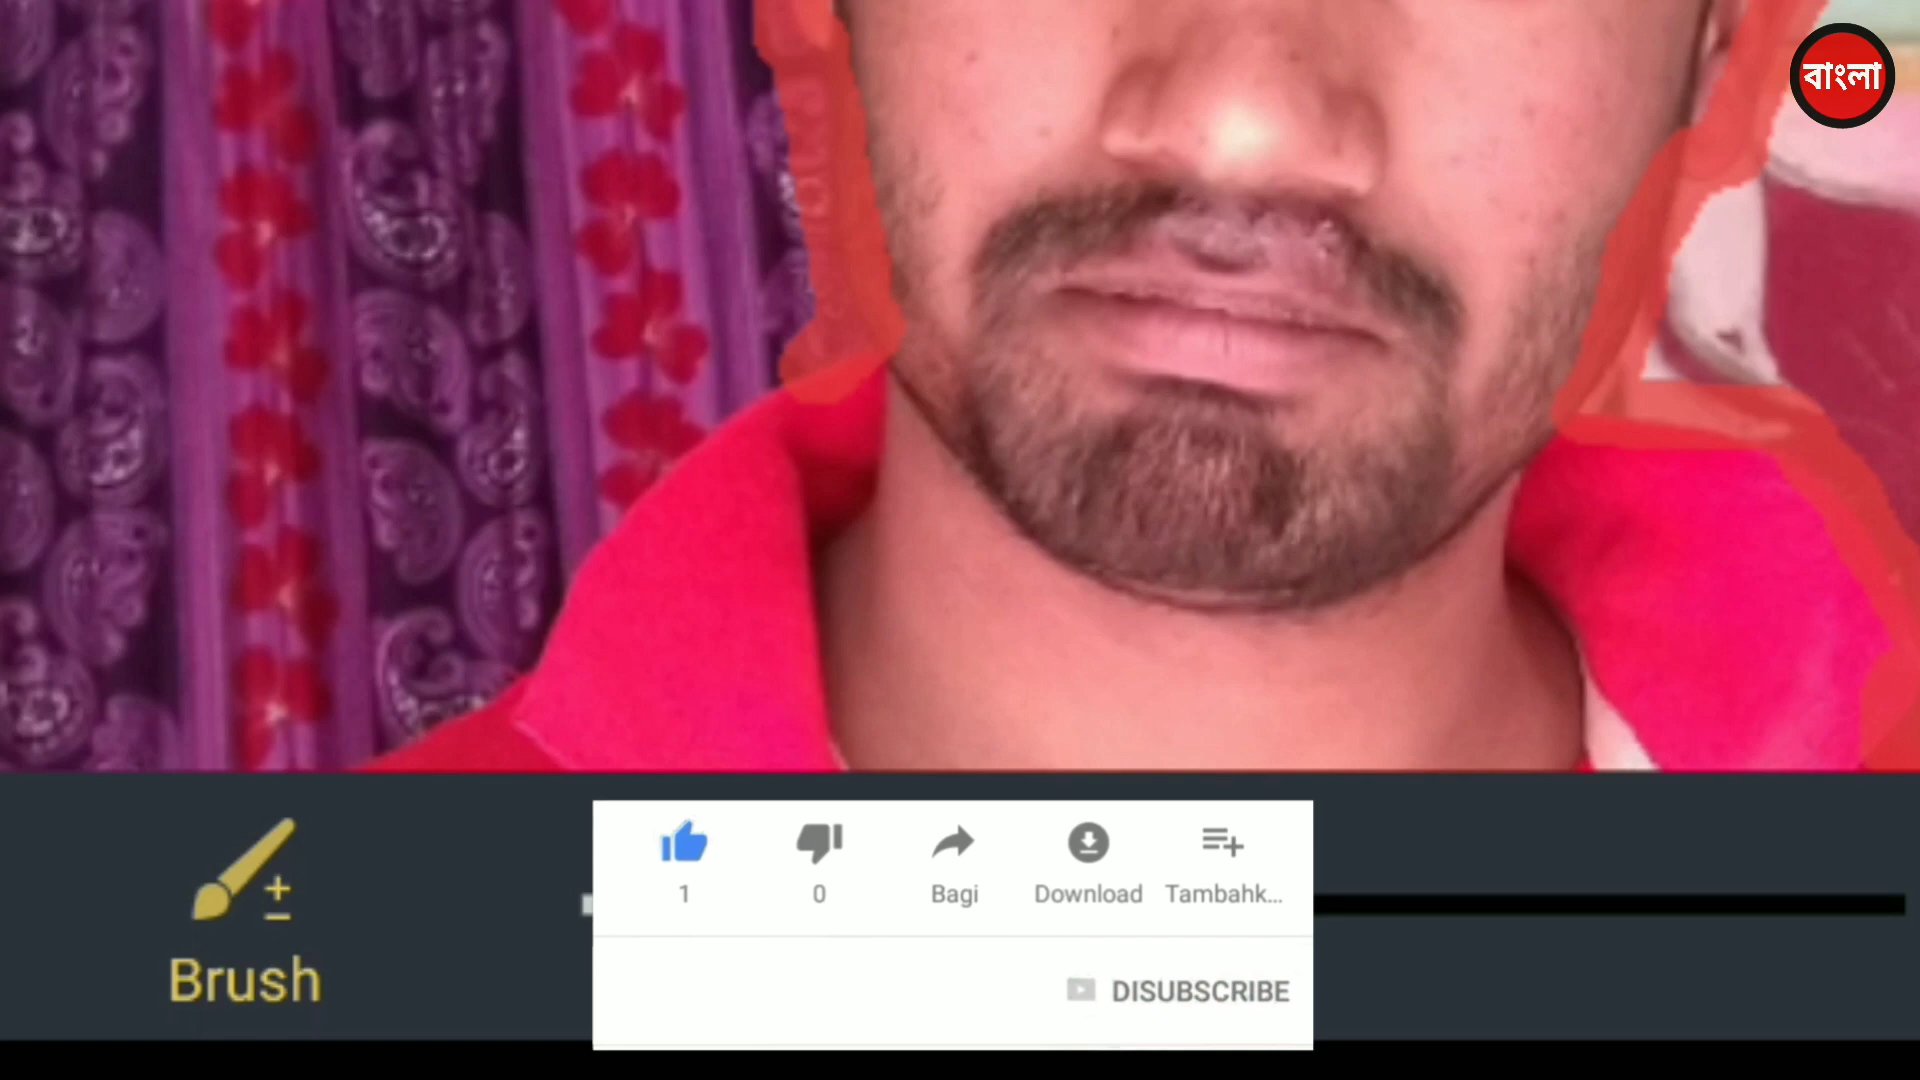 বাংলা
1 0 Bagi Download Tambahk...
DISUBSCRIBE
Brush